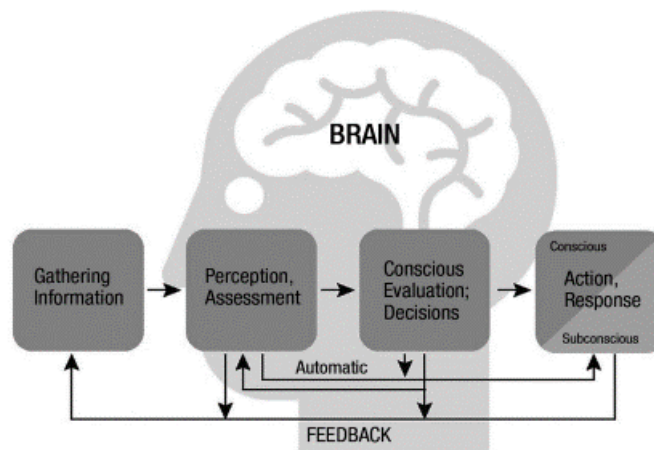 BRAIN
Gathering
Information
Perception,
Assessment
Conscious
Evaluation;
Decisions
Conscious
Action,
Response
Subconscious
Automatic
FEEDBACK